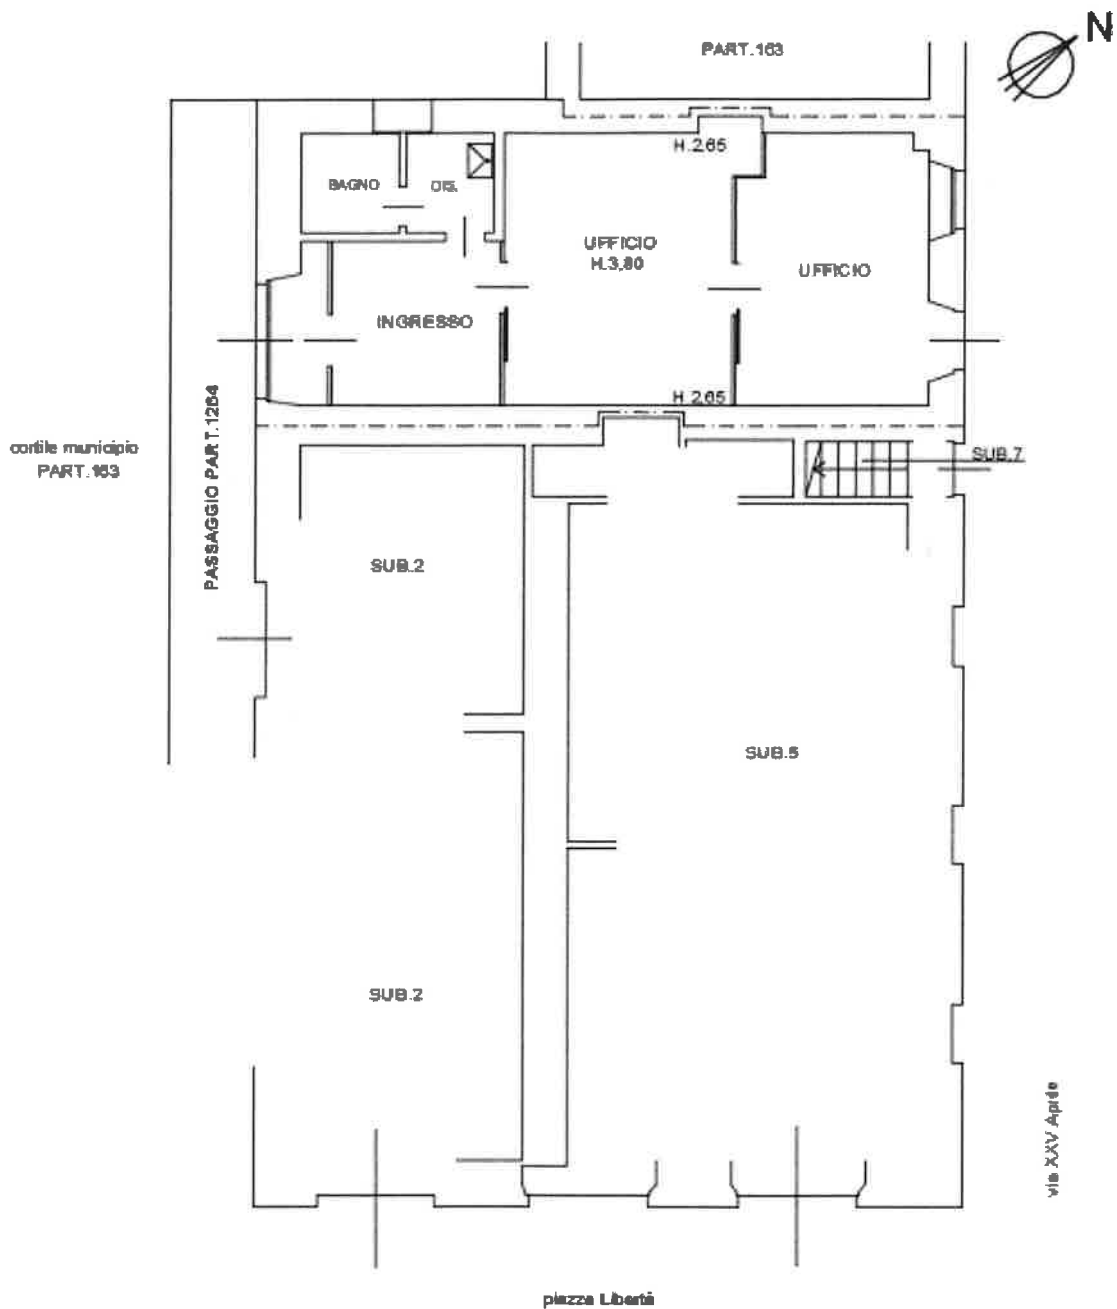 N
PART.163
H.2,65
BAGNO
DIS.
UFFICIO
H.3,80
UFFICIO
INGRESSO
H.2,65
PASSAGGIO PART.1264
cortile municipio
PART.163
SUB.7
SUB.2
SUB.5
SUB.2
via XXV Aprile
piazza Libertà